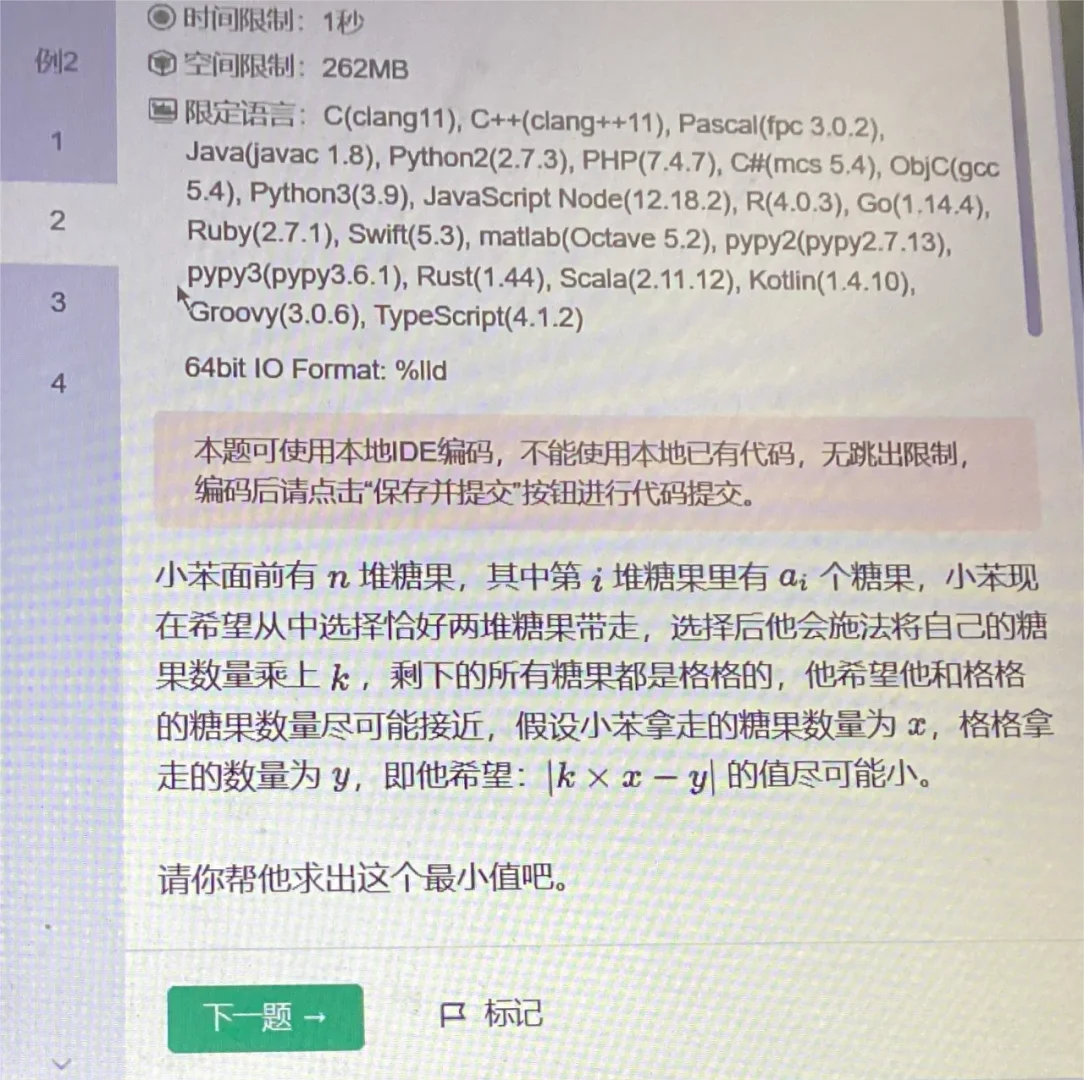 时间限制：1秒
例2
空间限制：262MB
限定语言：C(clang11), C++(clang++11), Pascal(fpc 3.0.2),
1
Java(javac 1.8), Python2(2.7.3), PHP(7.4.7), C#(mcs 5.4), ObjC(gcc
5.4), Python3(3.9), JavaScript Node(12.18.2), R(4.0.3), Go(1.14.4),
2
Ruby(2.7.1), Swift(5.3), matlab(Octave 5.2), pypy2(pypy2.7.13),
pypy3(pypy3.6.1), Rust(1.44), Scala(2.11.12), Kotlin(1.4.10),
3
Groovy(3.0.6), TypeScript(4.1.2)
4
64bit IO Format: %lld
本题可使用本地IDE编码，不能使用本地已有代码，无跳出限制，
编码后请点击“保存并提交”按钮进行代码提交。
小苯面前有 n 堆糖果，其中第 i 堆糖果里有 aᵢ 个糖果，小苯现
在希望从中选择恰好两堆糖果带走，选择后他会施法将自己的糖
果数量乘上 k ，剩下的所有糖果都是格格的，他希望他和格格
的糖果数量尽可能接近，假设小苯拿走的糖果数量为 x，格格拿
走的数量为 y，即他希望：|k × x − y| 的值尽可能小。
请你帮他求出这个最小值吧。
下一题 →
标记